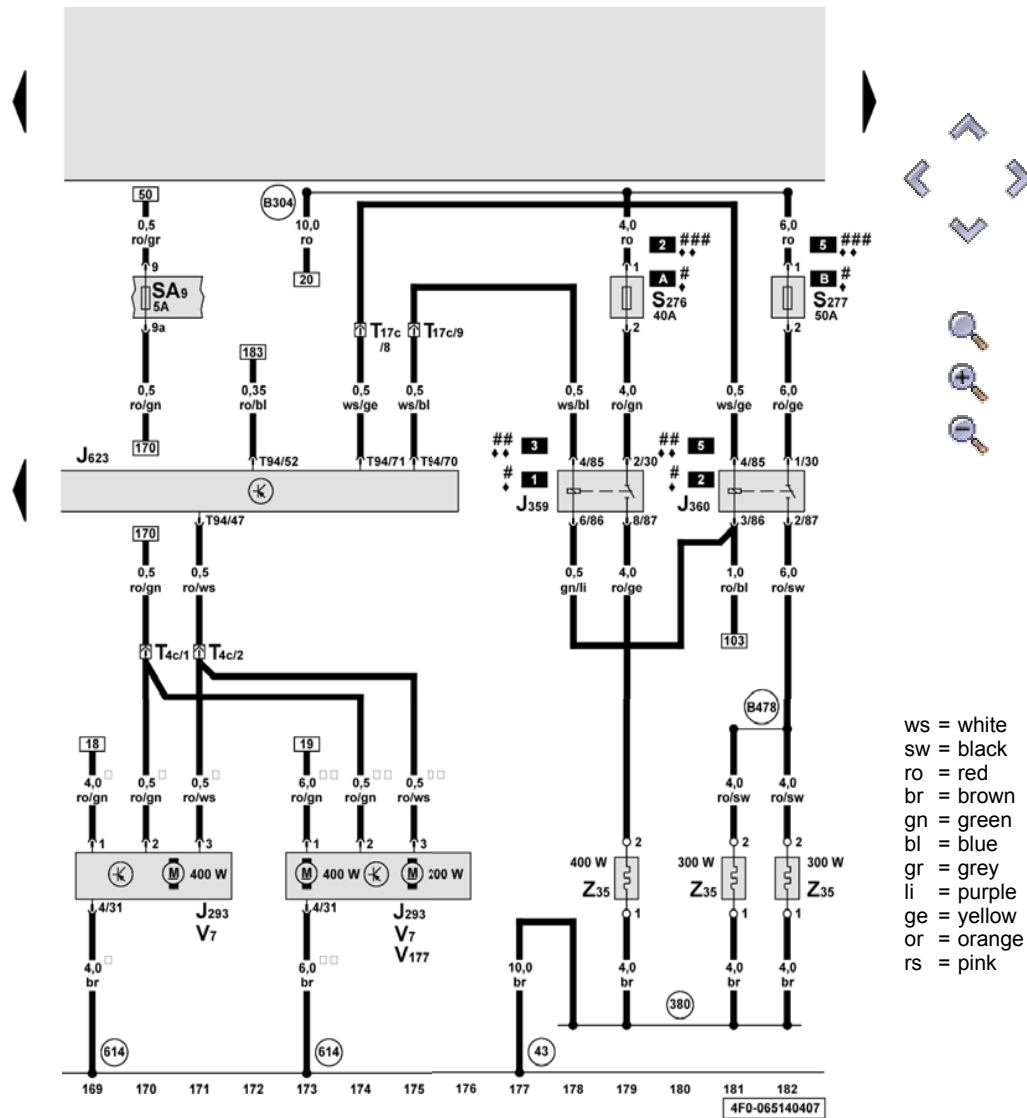 50
B304
0,5
ro/gr
10,0
ro
4,0
ro
6,0
ro
2 ###
♦♦
5 ###
♦♦
9
20
1
A #
♦
1
B #
♦
SA9
5A
S276
40A
S277
50A
9a
T17c
/8
T17c/9
2
2
183
0,5
ro/gn
0,35
ro/bl
0,5
ws/ge
0,5
ws/bl
0,5
ws/bl
4,0
ro/gn
0,5
ws/ge
6,0
ro/ge
170
## 3
♦♦
## 5
♦♦
J623
T94/52
T94/71
T94/70
4/85
2/30
4/85
1/30
# 1
♦
# 2
♦
J359
J360
T94/47
6/86
8/87
3/86
2/87
170
0,5
ro/gn
0,5
ro/ws
0,5
gn/li
4,0
ro/ge
1,0
ro/bl
6,0
ro/sw
103
T4c/1
T4c/2
B478
18
19
4,0
ro/gn
0,5
ro/gn
0,5
ro/ws
6,0
ro/gn
0,5
ro/gn
0,5
ro/ws
4,0
ro/sw
4,0
ro/sw
1
2
3
1
2
3
2
2
2
M 400 W
M 400 W
M 200 W
400 W
Z35
300 W
Z35
300 W
Z35
4/31
J293
V7
4/31
J293
V7
V177
1
1
1
4,0
br
6,0
br
10,0
br
4,0
br
4,0
br
4,0
br
380
614
614
43
169 170 171 172 173 174 175 176 177 178 179 180 181 182
4F0-065140407
ws = white
sw = black
ro = red
br = brown
gn = green
bl = blue
gr = grey
li = purple
ge = yellow
or = orange
rs = pink